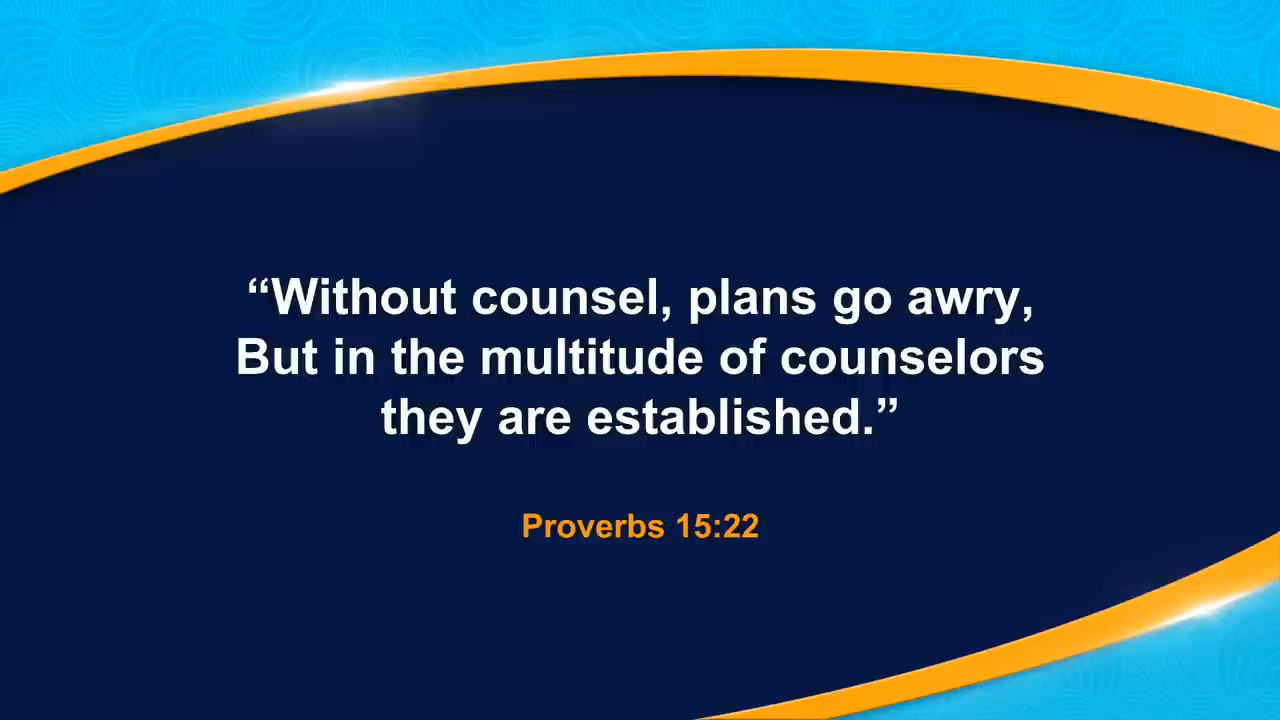 “Without counsel, plans go awry,
But in the multitude of counselors
they are established.”
Proverbs 15:22